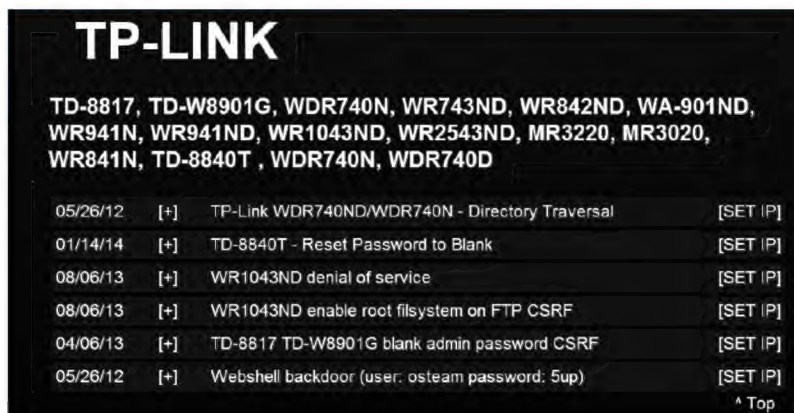 TP-LINK
TD-8817, TD-W8901G, WDR740N, WR743ND, WR842ND, WA-901ND,
WR941N, WR941ND, WR1043ND, WR2543ND, MR3220, MR3020,
WR841N, TD-8840T , WDR740N, WDR740D
05/26/12 [+] TP-Link WDR740ND/WDR740N - Directory Traversal [SET IP]
01/14/14 [+] TD-8840T - Reset Password to Blank [SET IP]
08/06/13 [+] WR1043ND denial of service [SET IP]
08/06/13 [+] WR1043ND enable root filsystem on FTP CSRF [SET IP]
04/06/13 [+] TD-8817 TD-W8901G blank admin password CSRF [SET IP]
05/26/12 [+] Webshell backdoor (user: osteam password: 5up) [SET IP]
^ Top